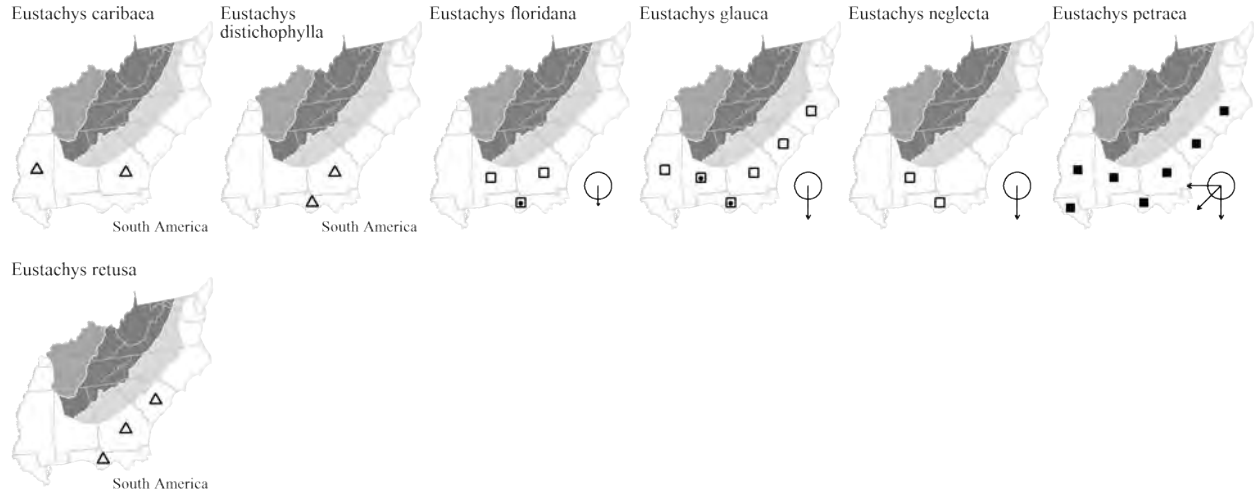 Eustachys caribaea
Eustachys
distichophylla
Eustachys floridana
Eustachys glauca
Eustachys neglecta
Eustachys petraea
South America
South America
Eustachys retusa
South America